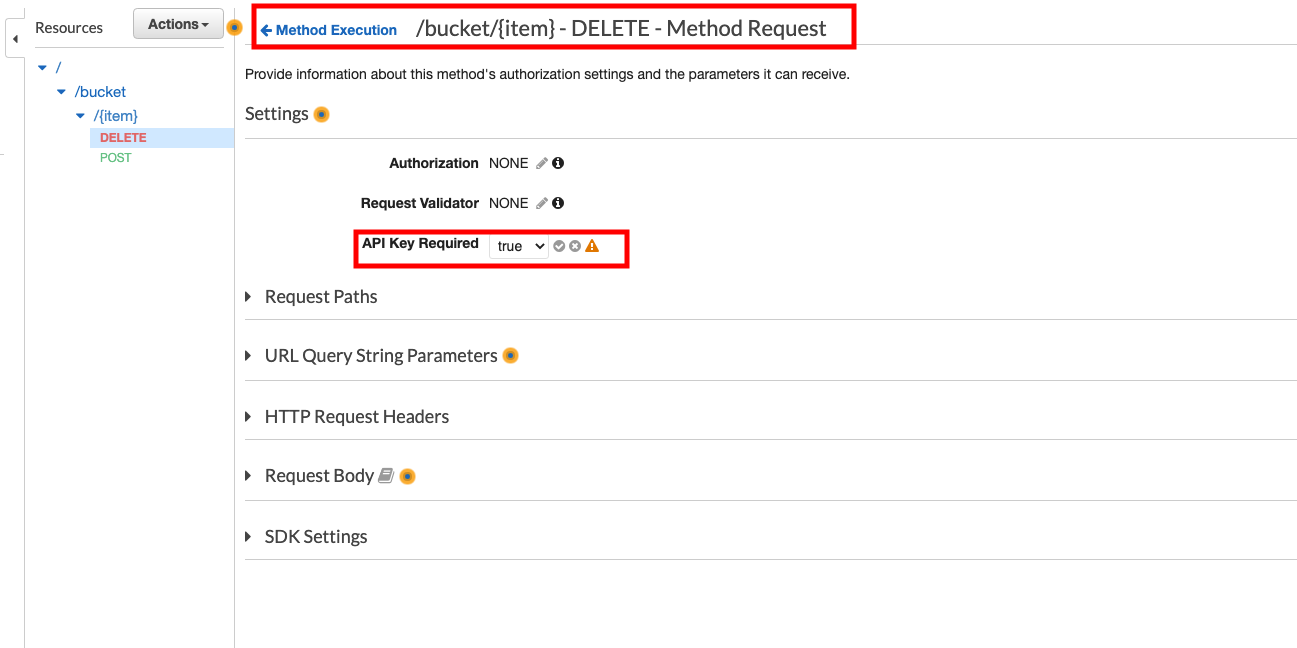 Resources
Actions
/
/bucket
/{item}
DELETE
POST
Method Execution /bucket/{item} - DELETE - Method Request
Provide information about this method's authorization settings and the parameters it can receive.
Settings
Authorization NONE
Request Validator NONE
API Key Required true
Request Paths
URL Query String Parameters
HTTP Request Headers
Request Body
SDK Settings